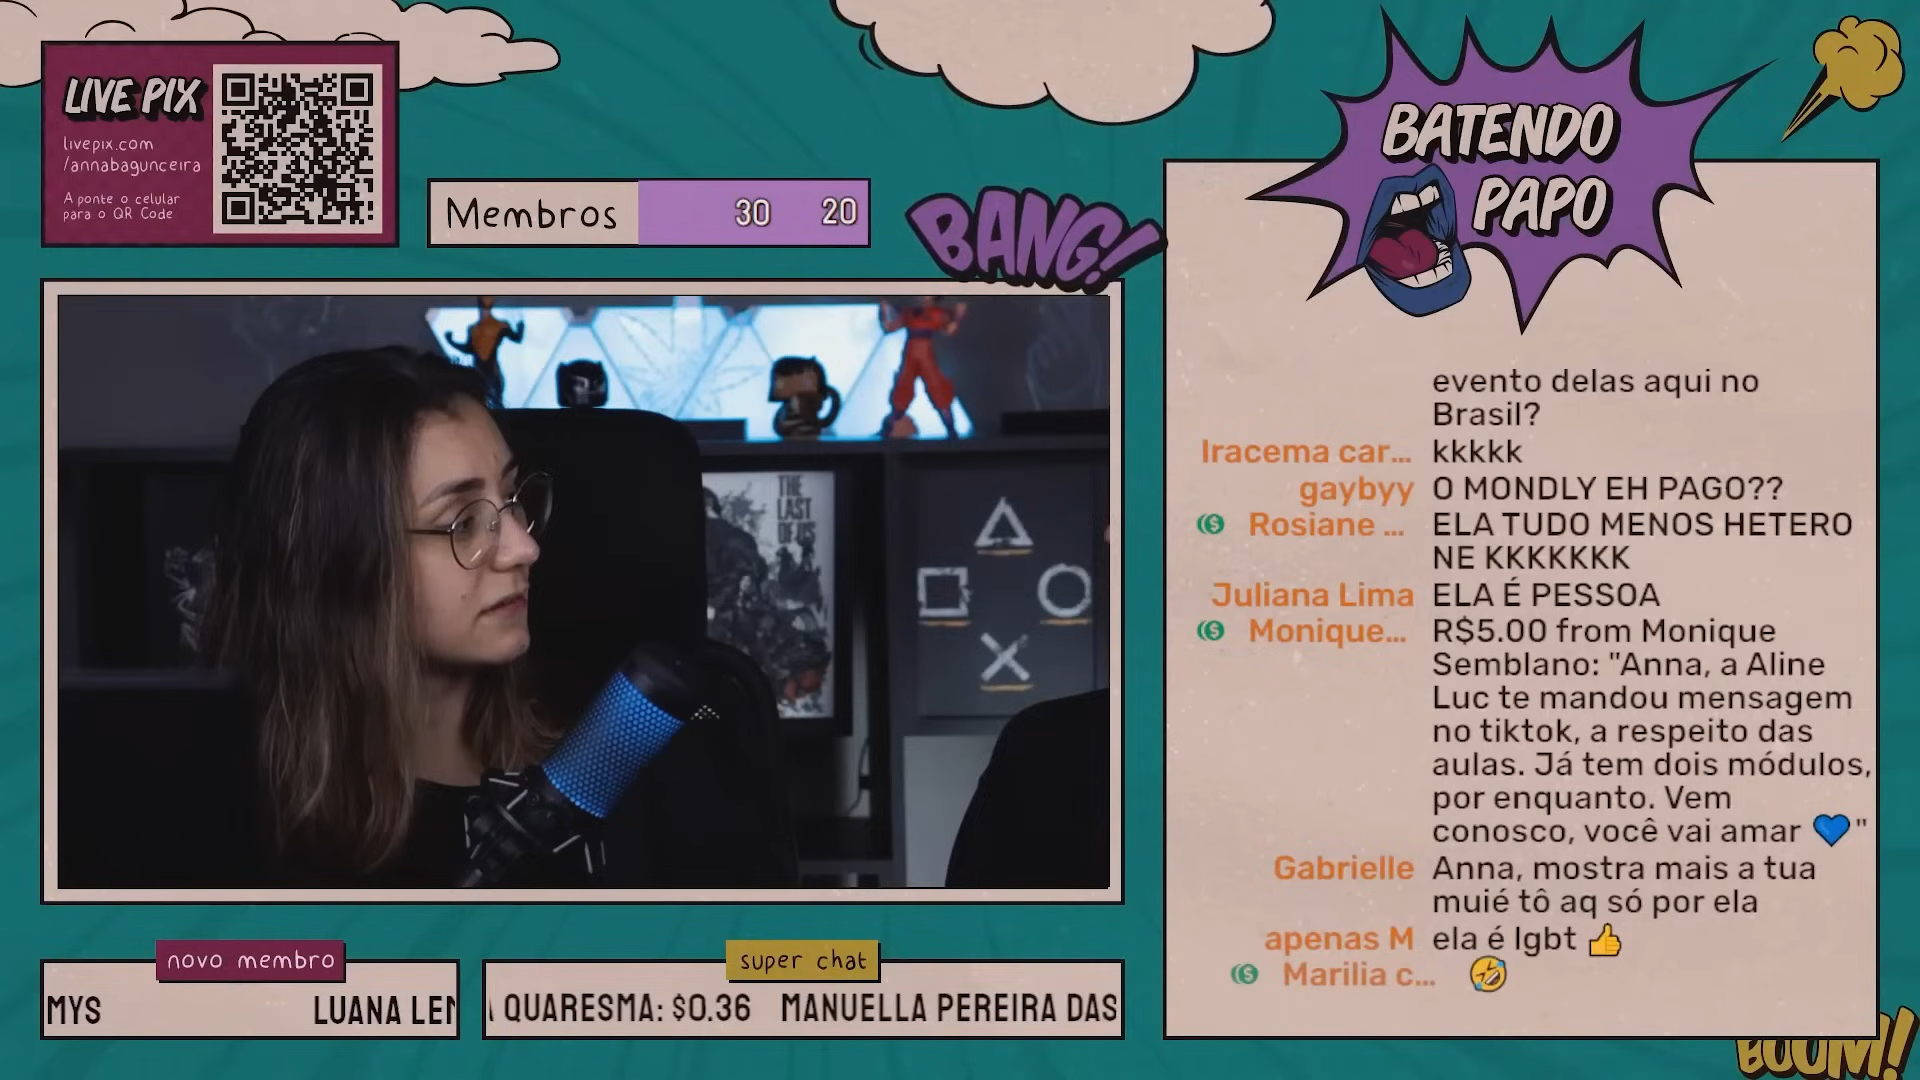 LIVE PIX
livepix.com
/annabagunceira
Aponte o celular
para o QR Code
Membros 30 20
BANG!
BATENDO
PAPO
THE
LAST
OF US
evento delas aqui no
Brasil?
Iracema car... kkkkk
gaybyy O MONDLY EH PAGO??
Rosiane ... ELA TUDO MENOS HETERO
NE KKKKKKK
Juliana Lima ELA É PESSOA
Monique... R$5.00 from Monique
Semblano: "Anna, a Aline
Luc te mandou mensagem
no tiktok, a respeito das
aulas. Já tem dois módulos,
por enquanto. Vem
conosco, você vai amar 💙"
Gabrielle Anna, mostra mais a tua
muié tô aq só por ela
apenas M ela é lgbt 👍
Marilia c... 🤣
novo membro
MYS LUANA LEN
super chat
A QUARESMA: $0.36 MANUELLA PEREIRA DAS
BOOM!